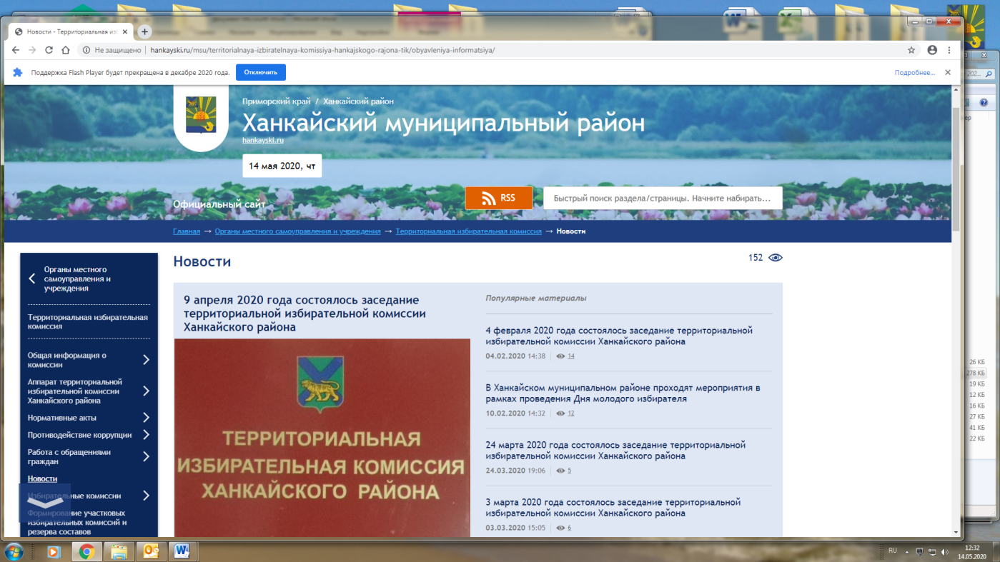 Новости - Территориальная из
Не защищено
hankayski.ru/msu/territorialnaya-izbiratelnaya-komissiya-hankajskogo-rajona-tik/obyavleniya-informatsiya/
Поддержка Flash Player будет прекращена в декабре 2020 года.
Отключить
Подробнее...
202...
Приморский край / Ханкайский район
Ханкайский муниципальный район
hankayski.ru
14 мая 2020, чт
Официальный сайт
RSS
Быстрый поиск раздела/страницы. Начните набирать...
Главная → Органы местного самоуправления и учреждения → Территориальная избирательная комиссия → Новости
Органы местного
самоуправления и
учреждения
Территориальная избирательная
комиссия
Общая информация о
комиссии
Аппарат территориальной
избирательной комиссии
Ханкайского района
Нормативные акты
Противодействие коррупции
Работа с обращениями
граждан
Новости
Избирательные комиссии
Формирование участковых
избирательных комиссий и
резерва составов
Новости
152
9 апреля 2020 года состоялось заседание
территориальной избирательной комиссии
Ханкайского района
ТЕРРИТОРИАЛЬНАЯ
ИЗБИРАТЕЛЬНАЯ КОМИССИЯ
ХАНКАЙСКОГО РАЙОНА
Популярные материалы
4 февраля 2020 года состоялось заседание территориальной
избирательной комиссии Ханкайского района
04.02.2020 14:38 14
В Ханкайском муниципальном районе проходят мероприятия в
рамках проведения Дня молодого избирателя
10.02.2020 14:32 12
24 марта 2020 года состоялось заседание территориальной
избирательной комиссии Ханкайского района
24.03.2020 19:06 5
3 марта 2020 года состоялось заседание территориальной
избирательной комиссии Ханкайского района
03.03.2020 15:05 6
26 КБ
278 КБ
19 КБ
12 КБ
16 КБ
27 КБ
41 КБ
22 КБ
RU
12:32
14.05.2020